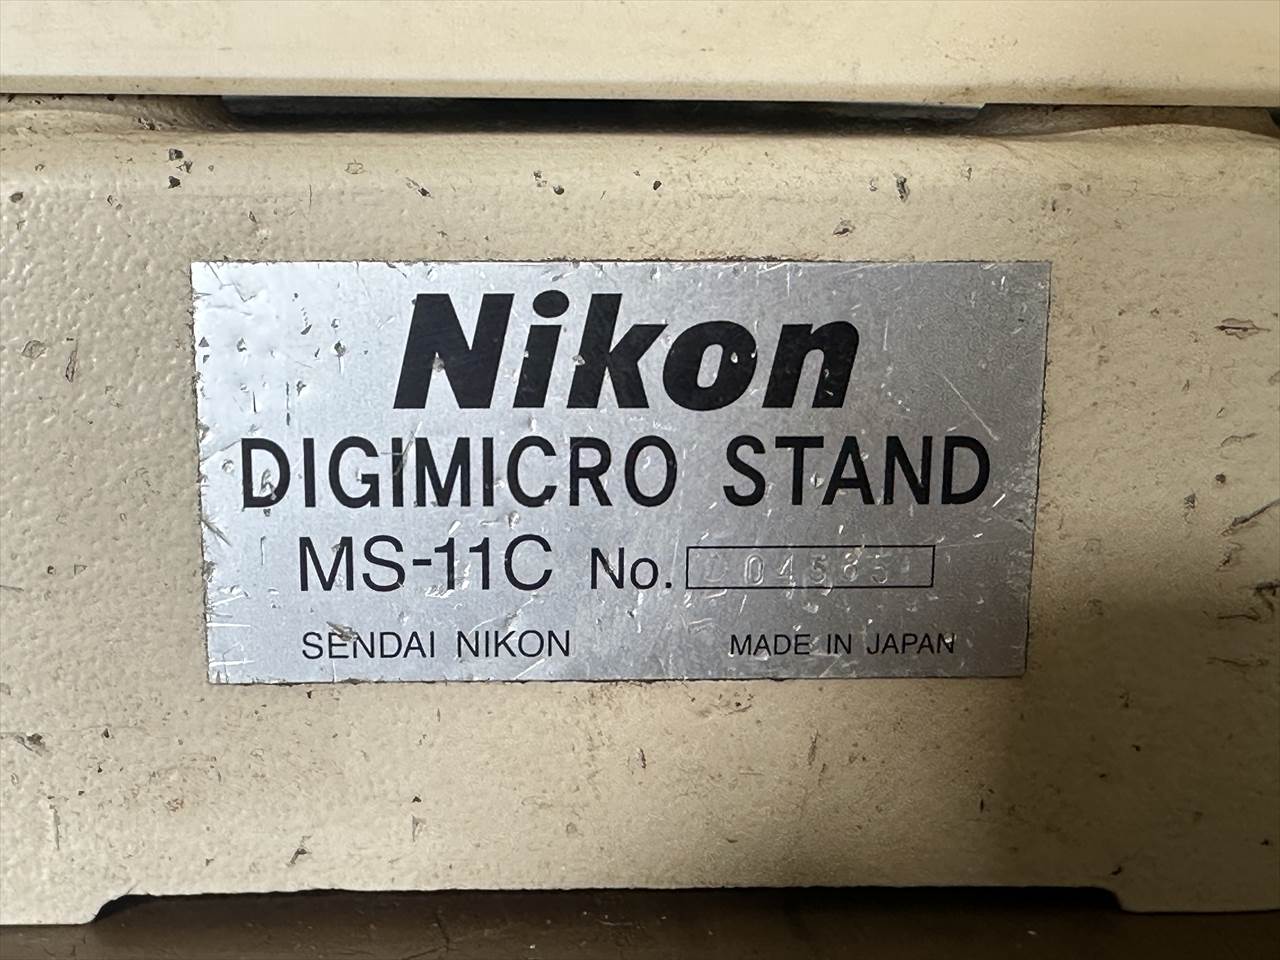 Nikon
DIGIMICRO STAND
MS-11C No.
SENDAI NIKON MADE IN JAPAN